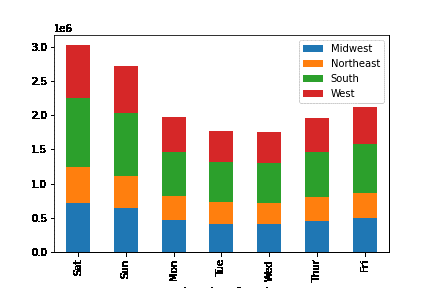 1e6
3.0
2.5
2.0
1.5
1.0
0.5
0.0
Midwest
Northeast
South
West
Sat
Sun
Mon
Tue
Wed
Thur
Fri